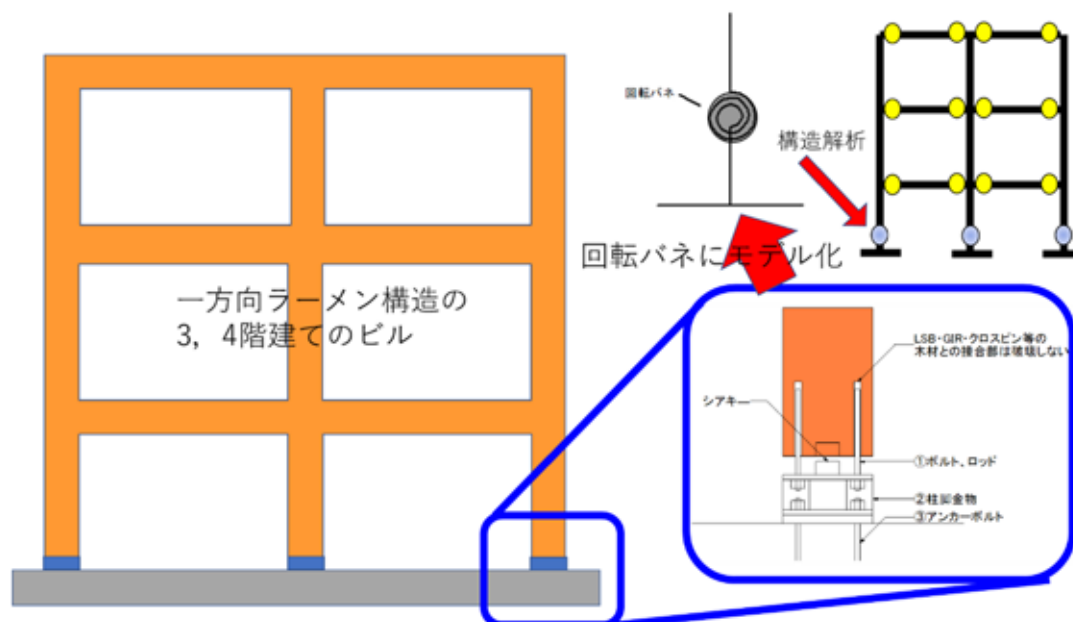 回転バネ
構造解析
回転バネにモデル化
一方向ラーメン構造の
3，4階建てのビル
LSB・GIR・クロスピン等の
木材との接合部は破壊しない
シアキー
①ボルト、ロッド
②柱脚金物
③アンカーボルト